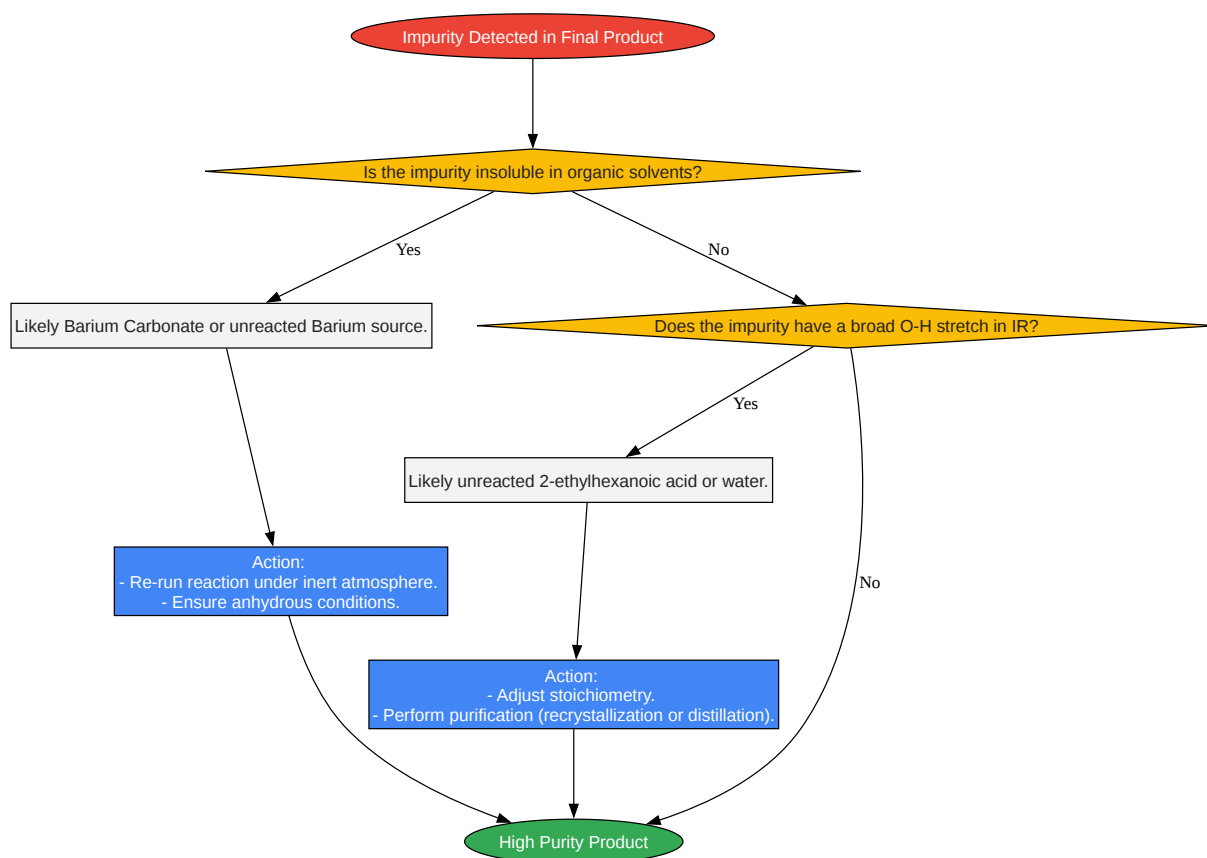 Impurity Detected in Final Product
Is the impurity insoluble in organic solvents?
Yes
No
Likely Barium Carbonate or unreacted Barium source.
Does the impurity have a broad O-H stretch in IR?
Yes
Likely unreacted 2-ethylhexanoic acid or water.
Action:
- Re-run reaction under inert atmosphere.
- Ensure anhydrous conditions.
No
Action:
- Adjust stoichiometry.
- Perform purification (recrystallization or distillation).
High Purity Product